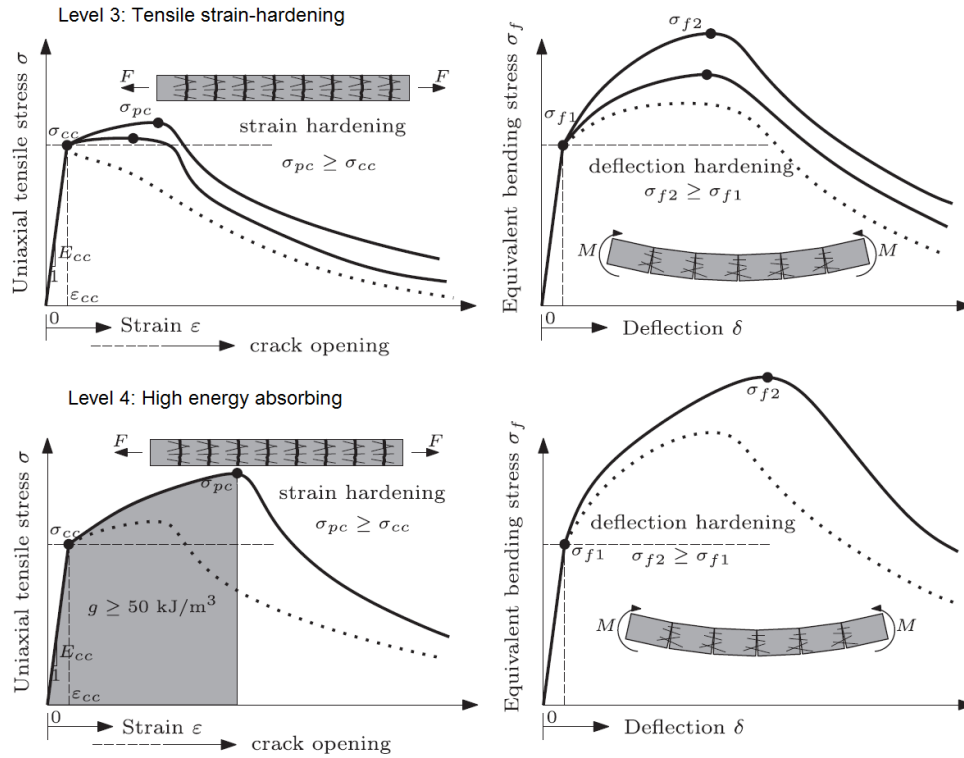 Level 3: Tensile strain-hardening
Uniaxial tensile stress σ
F
F
σpc
σcc
strain hardening
σpc ≥ σcc
Ecc
1
εcc
0
Strain ε
crack opening
Equivalent bending stress σf
σf2
σf1
deflection hardening
σf2 ≥ σf1
M
M
0
Deflection δ
Level 4: High energy absorbing
Uniaxial tensile stress σ
F
F
σpc
strain hardening
σpc ≥ σcc
σcc
g ≥ 50 kJ/m³
Ecc
1
εcc
0
Strain ε
crack opening
Equivalent bending stress σf
σf2
deflection hardening
σf1
σf2 ≥ σf1
M
M
0
Deflection δ